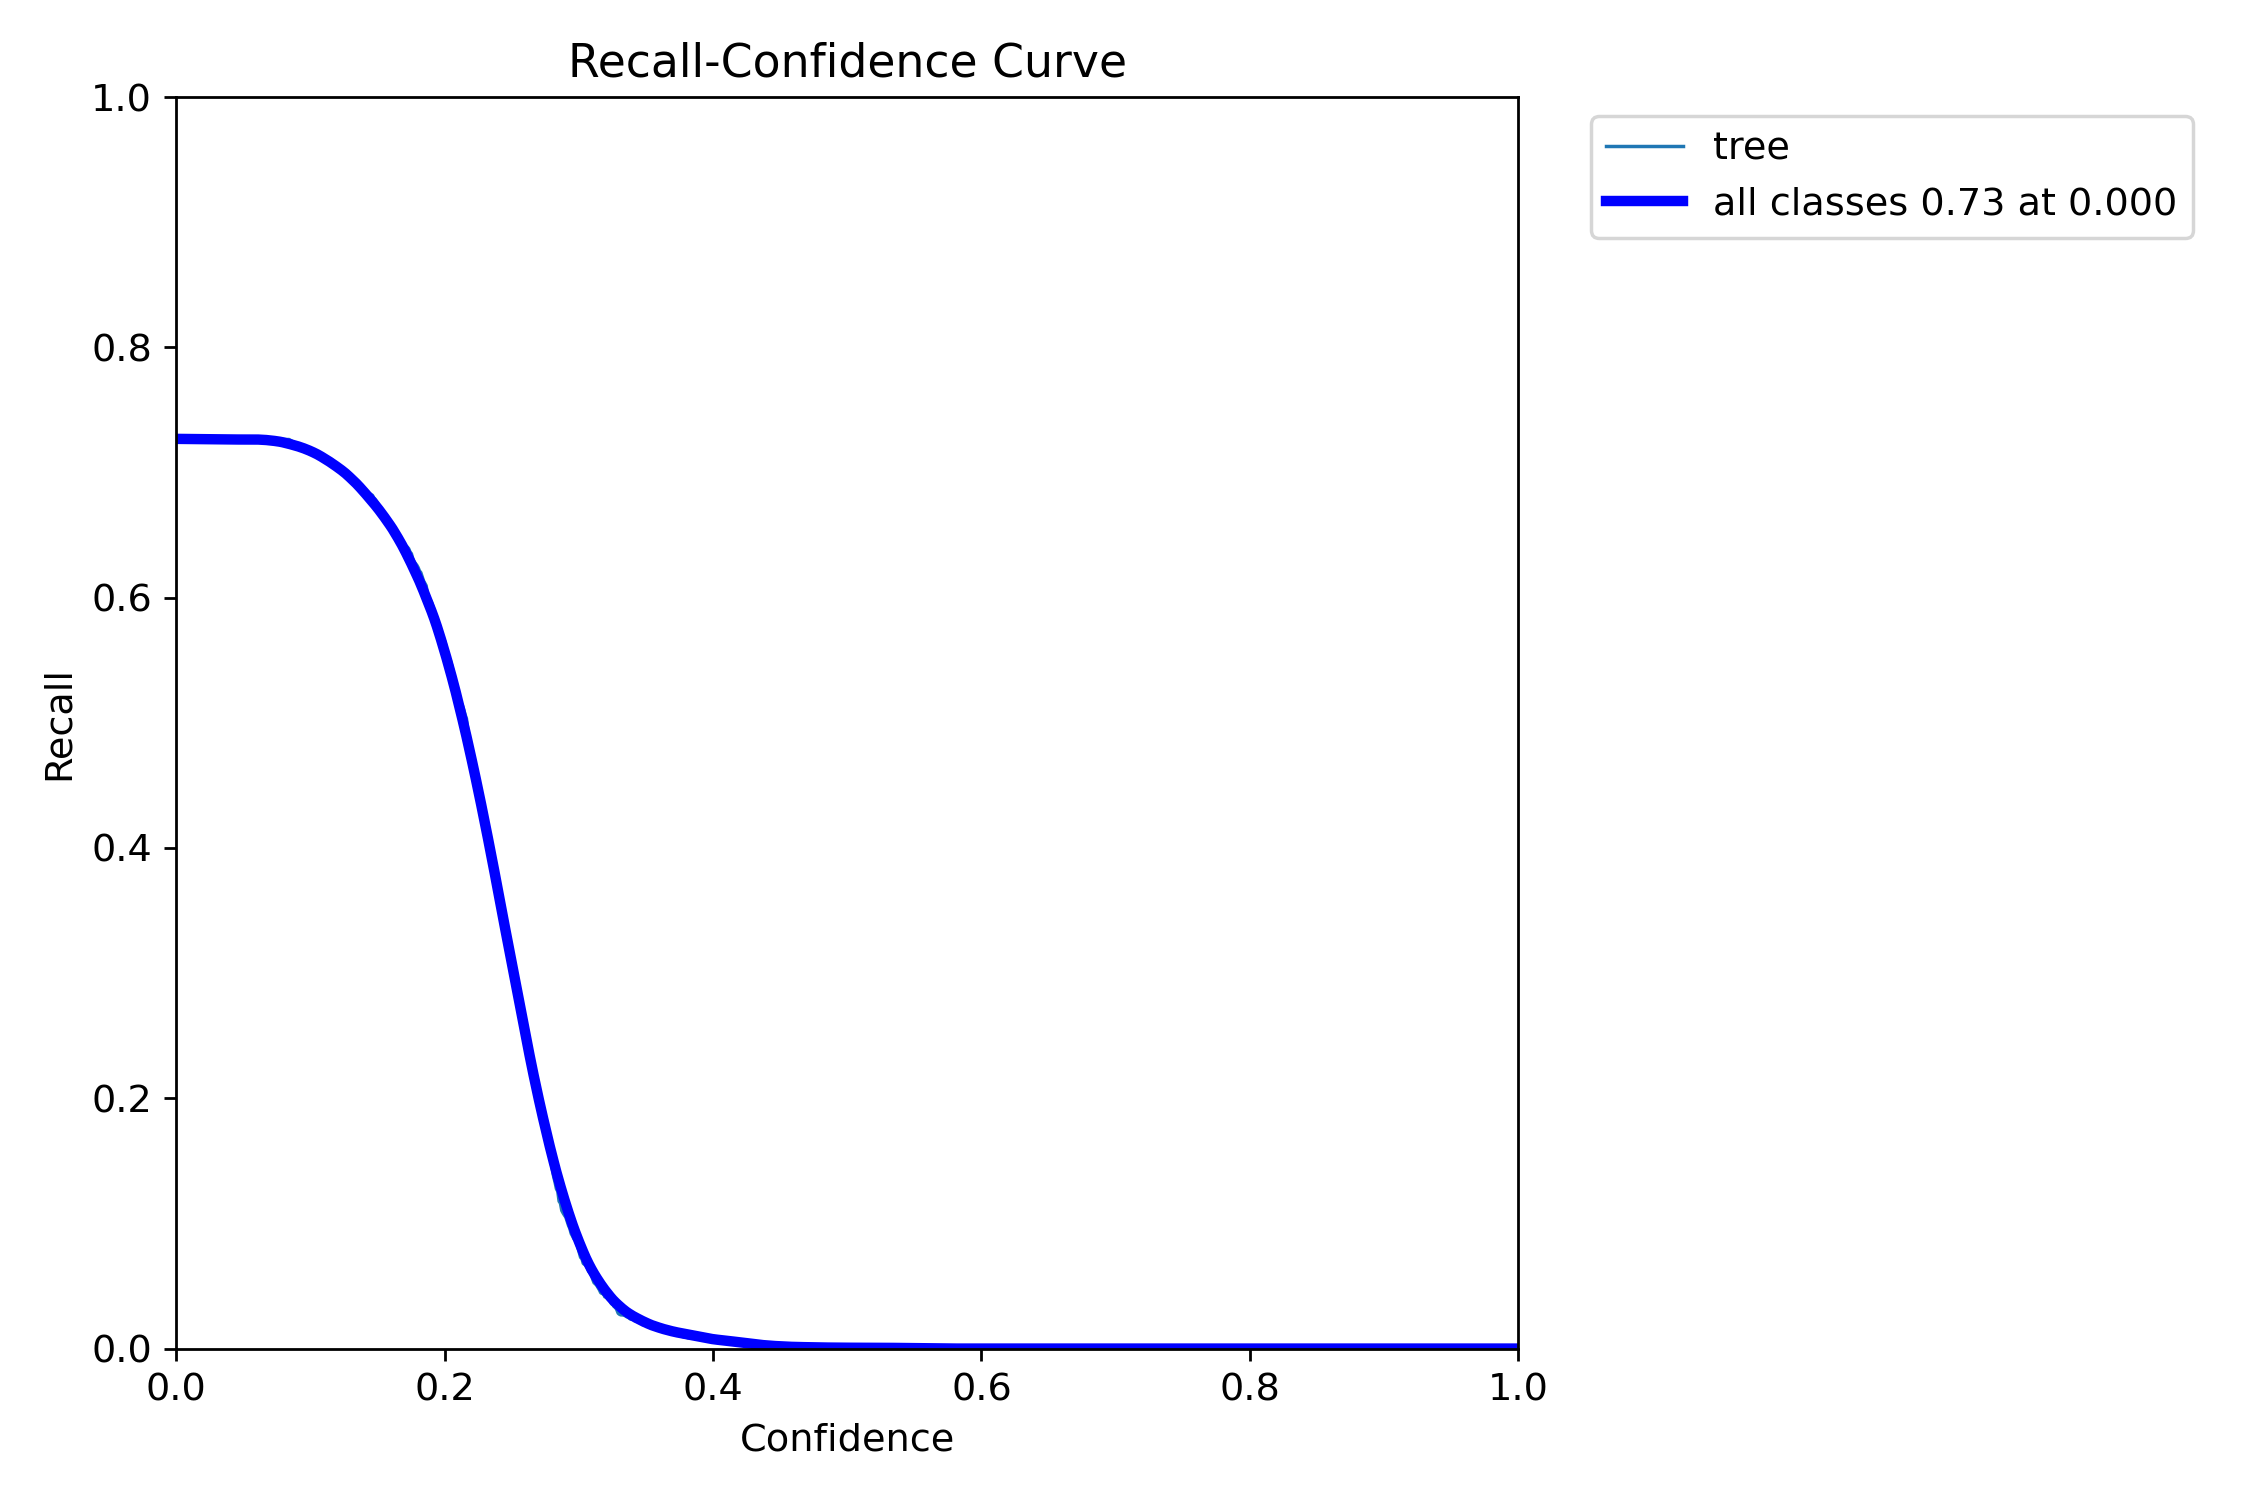 Recall-Confidence Curve
1.0
0.8
0.6
0.4
0.2
0.0
Recall
0.0 0.2 0.4 0.6 0.8 1.0
Confidence
tree
all classes 0.73 at 0.000